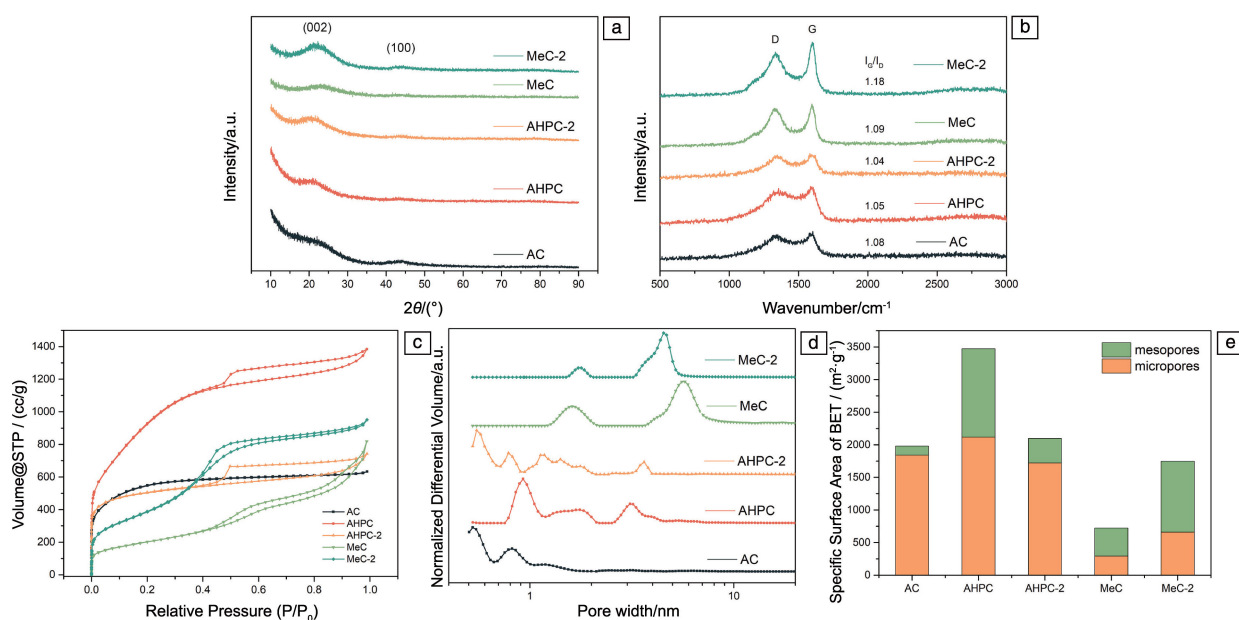 a
(002)
(100)
MeC-2
MeC
AHPC-2
AHPC
AC
Intensity/a.u.
10 20 30 40 50 60 70 80 90
2θ/(°)
b
D
G
I_G/I_D
1.18
MeC-2
1.09
MeC
1.04
AHPC-2
1.05
AHPC
1.08
AC
Intensity/a.u.
500 1000 1500 2000 2500 3000
Wavenumber/cm⁻¹
c
1400
1200
1000
800
600
400
200
0
Volume@STP / (cc/g)
AC
AHPC
AHPC-2
MeC
MeC-2
0.0 0.2 0.4 0.6 0.8 1.0
Relative Pressure (P/P₀)
d
MeC-2
MeC
AHPC-2
AHPC
AC
Normalized Differential Volume/a.u.
1 10
Pore width/nm
e
mesopores
micropores
3500
3000
2500
2000
1500
1000
500
0
Specific Surface Area of BET / (m²·g⁻¹)
AC AHPC AHPC-2 MeC MeC-2